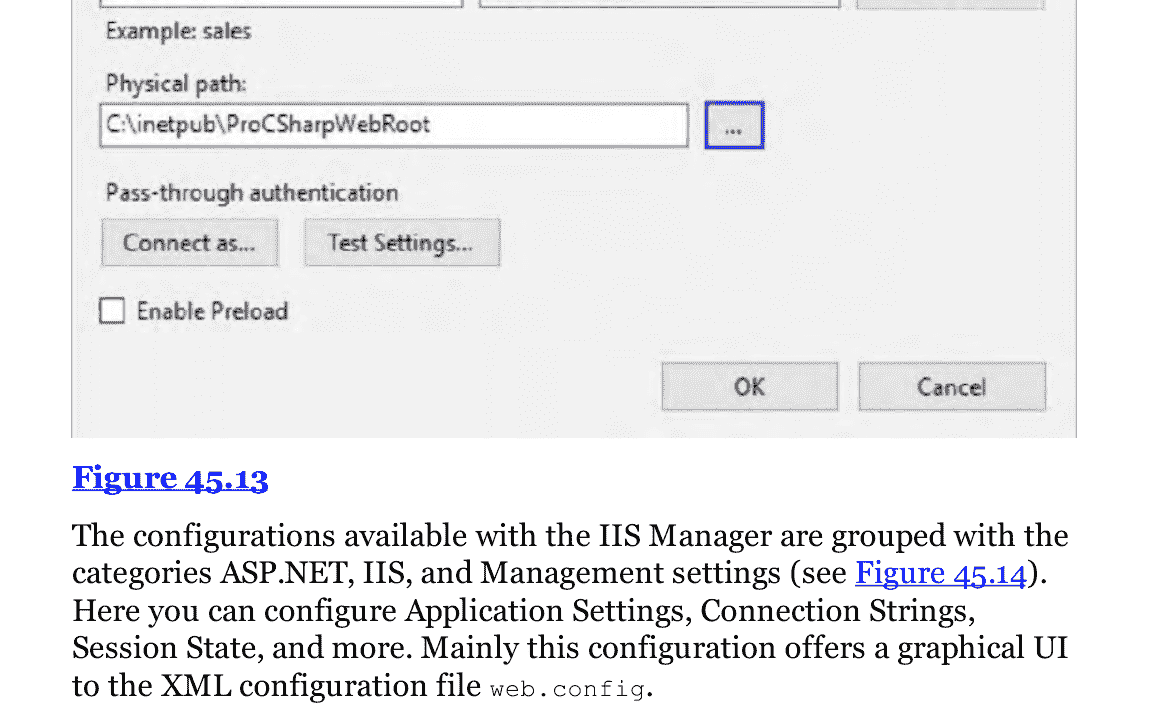 Example: sales
Physical path:
C:\inetpub\ProCSharpWebRoot
...
Pass-through authentication
Connect as... Test Settings...
Enable Preload
OK Cancel
Figure 45.13
The configurations available with the IIS Manager are grouped with the
categories ASP.NET, IIS, and Management settings (see Figure 45.14).
Here you can configure Application Settings, Connection Strings,
Session State, and more. Mainly this configuration offers a graphical UI
to the XML configuration file web.config.